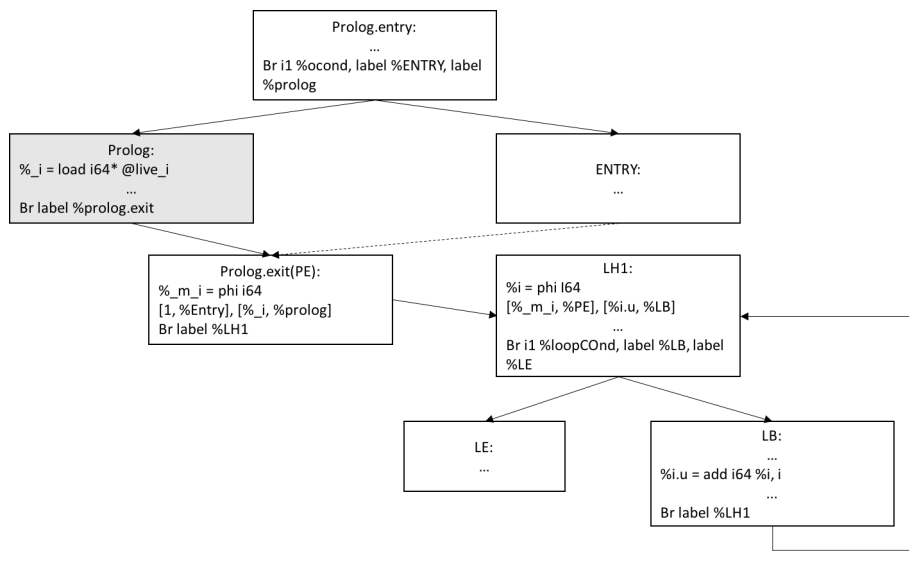 Prolog.entry:
…
Br i1 %ocond, label %ENTRY, label
%prolog
Prolog:
%_i = load i64* @live_i
…
Br label %prolog.exit
ENTRY:
…
Prolog.exit(PE):
%_m_i = phi i64
[1, %Entry], [%_i, %prolog]
Br label %LH1
LH1:
%i = phi I64
[%_m_i, %PE], [%i.u, %LB]
…
Br i1 %loopCOnd, label %LB, label
%LE
LE:
…
LB:
…
%i.u = add i64 %i, i
…
Br label %LH1